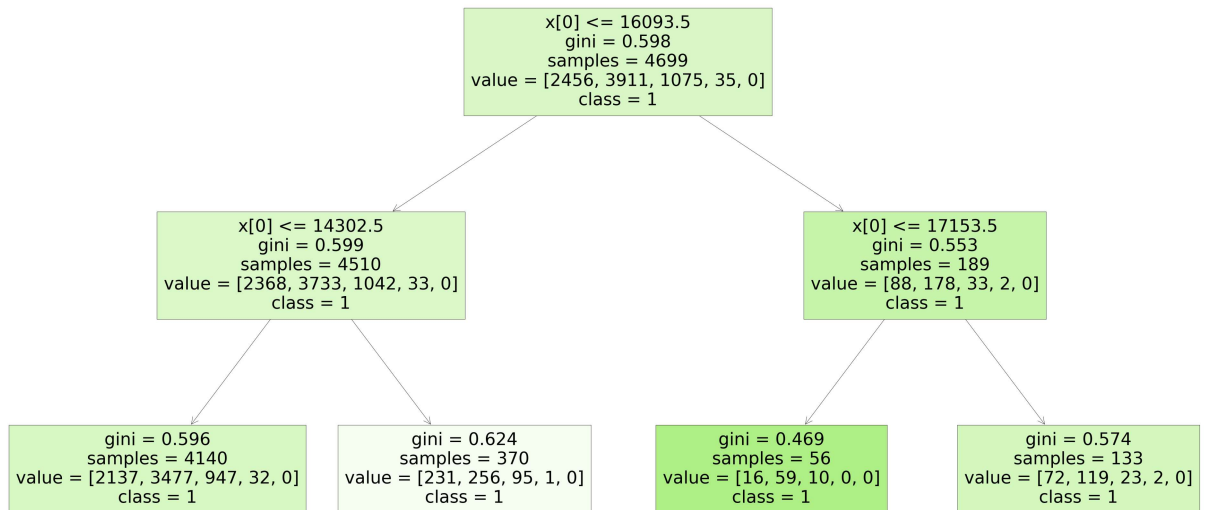 x[0] <= 16093.5
gini = 0.598
samples = 4699
value = [2456, 3911, 1075, 35, 0]
class = 1
x[0] <= 14302.5
gini = 0.599
samples = 4510
value = [2368, 3733, 1042, 33, 0]
class = 1
x[0] <= 17153.5
gini = 0.553
samples = 189
value = [88, 178, 33, 2, 0]
class = 1
gini = 0.596
samples = 4140
value = [2137, 3477, 947, 32, 0]
class = 1
gini = 0.624
samples = 370
value = [231, 256, 95, 1, 0]
class = 1
gini = 0.469
samples = 56
value = [16, 59, 10, 0, 0]
class = 1
gini = 0.574
samples = 133
value = [72, 119, 23, 2, 0]
class = 1